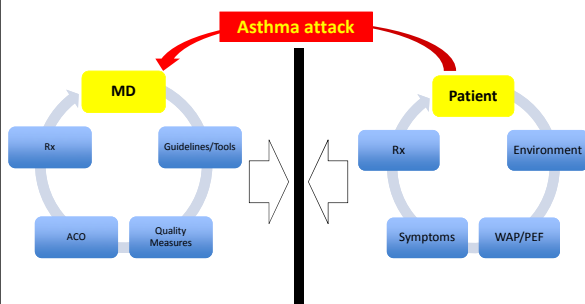 Asthma attack
MD
Rx
Guidelines/Tools
ACO
Quality
Measures
Patient
Rx
Environment
Symptoms
WAP/PEF